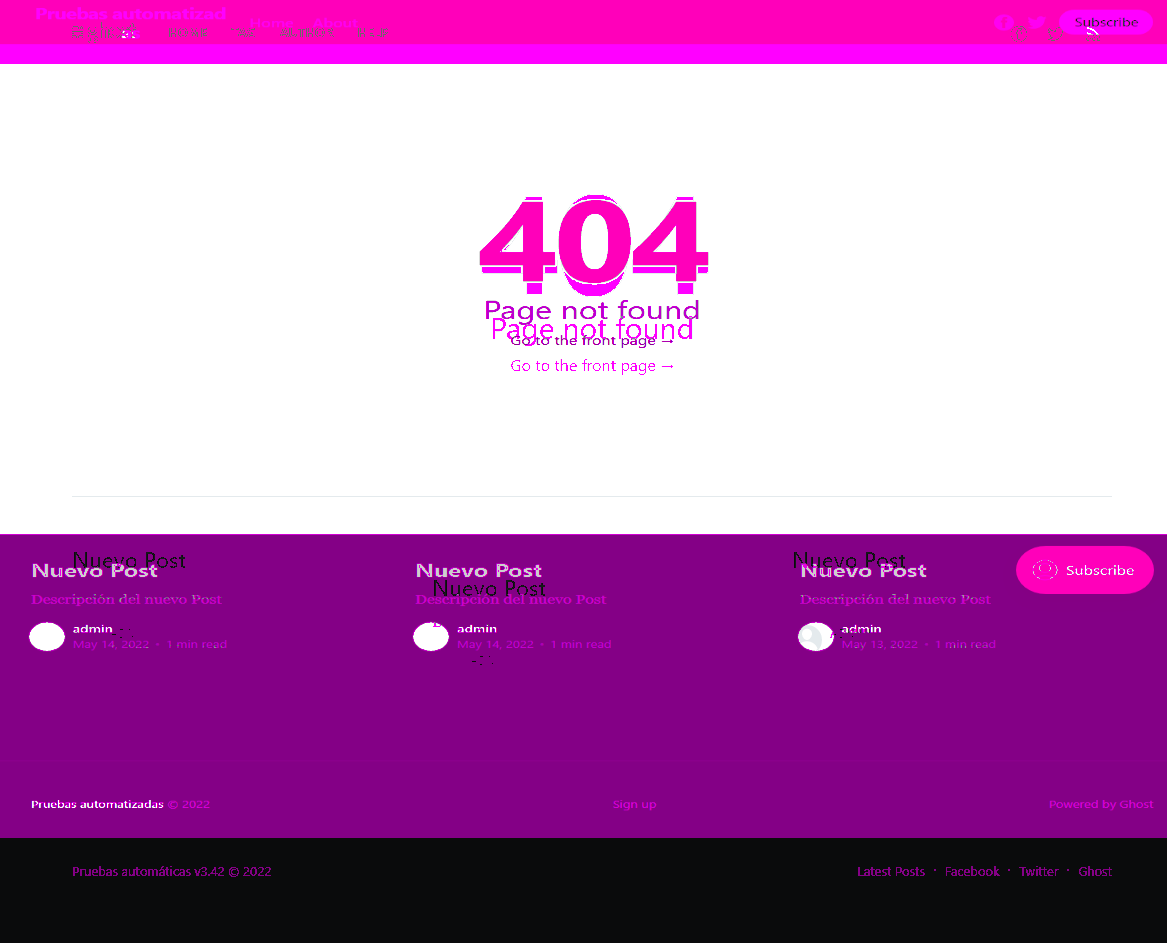 Pruebas automatizad
Home About
Subscribe
404
Page not found
Page not found
Go to the front page →
Go to the front page →
Nuevo Post Nuevo Post
Nuevo Post Nuevo Post Nuevo Post Subscribe
Nuevo Post
Descripción del nuevo Post Descripción del nuevo Post Descripción del nuevo Post
admin admin admin
May 14, 2022 • 1 min read May 14, 2022 • 1 min read May 13, 2022 • 1 min read
Pruebas automatizadas © 2022 Sign up Powered by Ghost
Pruebas automáticas v3.42 © 2022 Latest Posts · Facebook · Twitter · Ghost